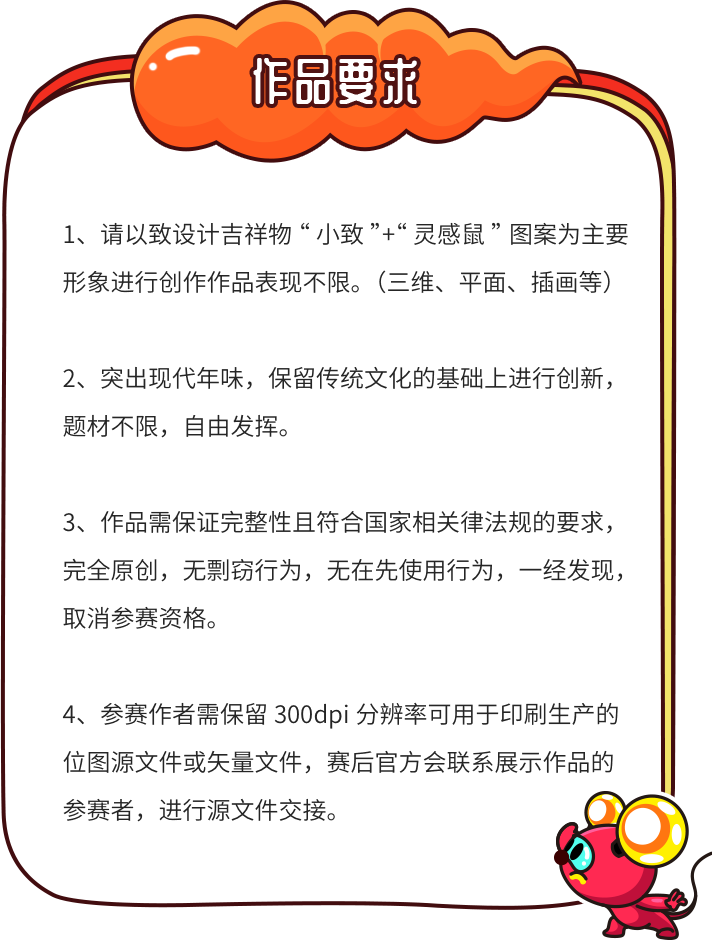 作品要求
1、请以致设计吉祥物“小致”+“灵感鼠”图案为主要
形象进行创作作品表现不限。（三维、平面、插画等）
2、突出现代年味，保留传统文化的基础上进行创新，
题材不限，自由发挥。
3、作品需保证完整性且符合国家相关律法规的要求，
完全原创，无剽窃行为，无在先使用行为，一经发现，
取消参赛资格。
4、参赛作者需保留 300dpi 分辨率可用于印刷生产的
位图源文件或矢量文件，赛后官方会联系展示作品的
参赛者，进行源文件交接。